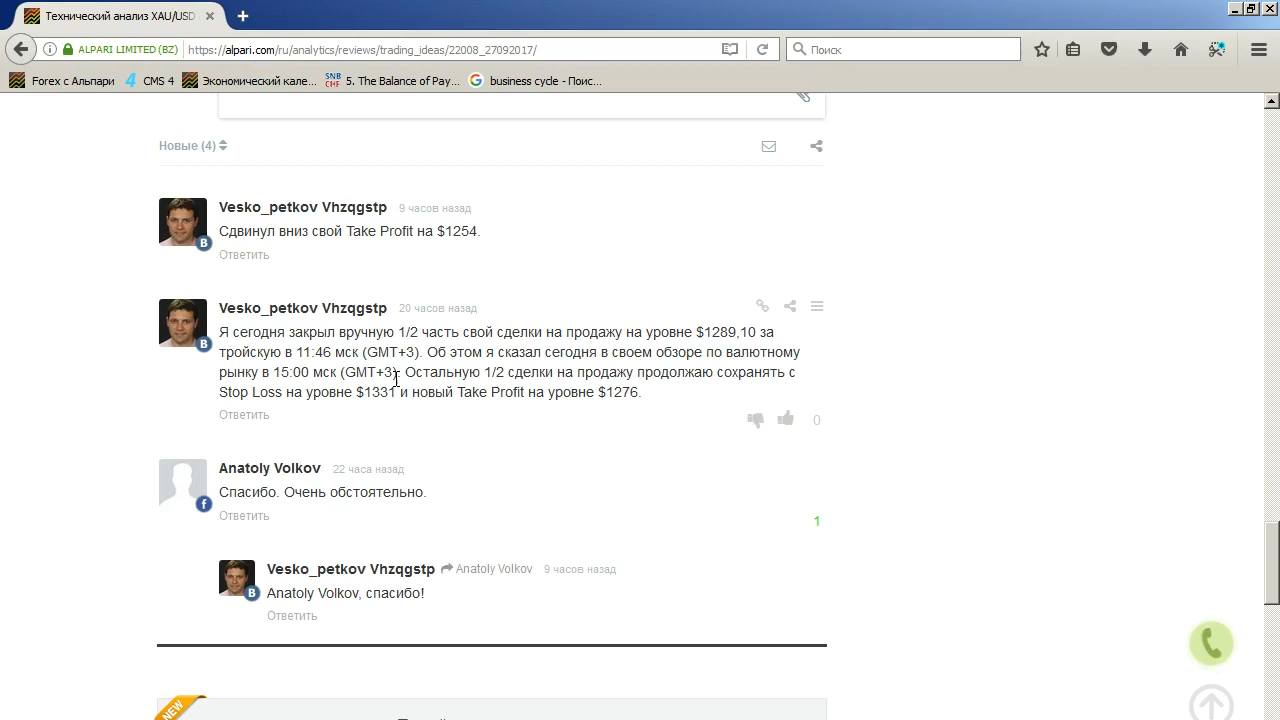 Технический анализ XAU/USD
ALPARI LIMITED (BZ)
https://alpari.com/ru/analytics/reviews/trading_ideas/22008_27092017/
Поиск
Forex с Альпари
CMS 4
Экономический кале...
SNB CHF
5. The Balance of Pay...
business cycle - Поис...
Новые (4)
Vesko_petkov Vhzqgstp 9 часов назад
Сдвинул вниз свой Take Profit на $1254.
Ответить
Vesko_petkov Vhzqgstp 20 часов назад
Я сегодня закрыл вручную 1/2 часть свой сделки на продажу на уровне $1289,10 за
тройскую в 11:46 мск (GMT+3). Об этом я сказал сегодня в своем обзоре по валютному
рынку в 15:00 мск (GMT+3). Остальную 1/2 сделки на продажу продолжаю сохранять с
Stop Loss на уровне $1331 и новый Take Profit на уровне $1276.
Ответить
0
Anatoly Volkov 22 часа назад
Спасибо. Очень обстоятельно.
Ответить
1
Vesko_petkov Vhzqgstp Anatoly Volkov 9 часов назад
Anatoly Volkov, спасибо!
Ответить
NEW